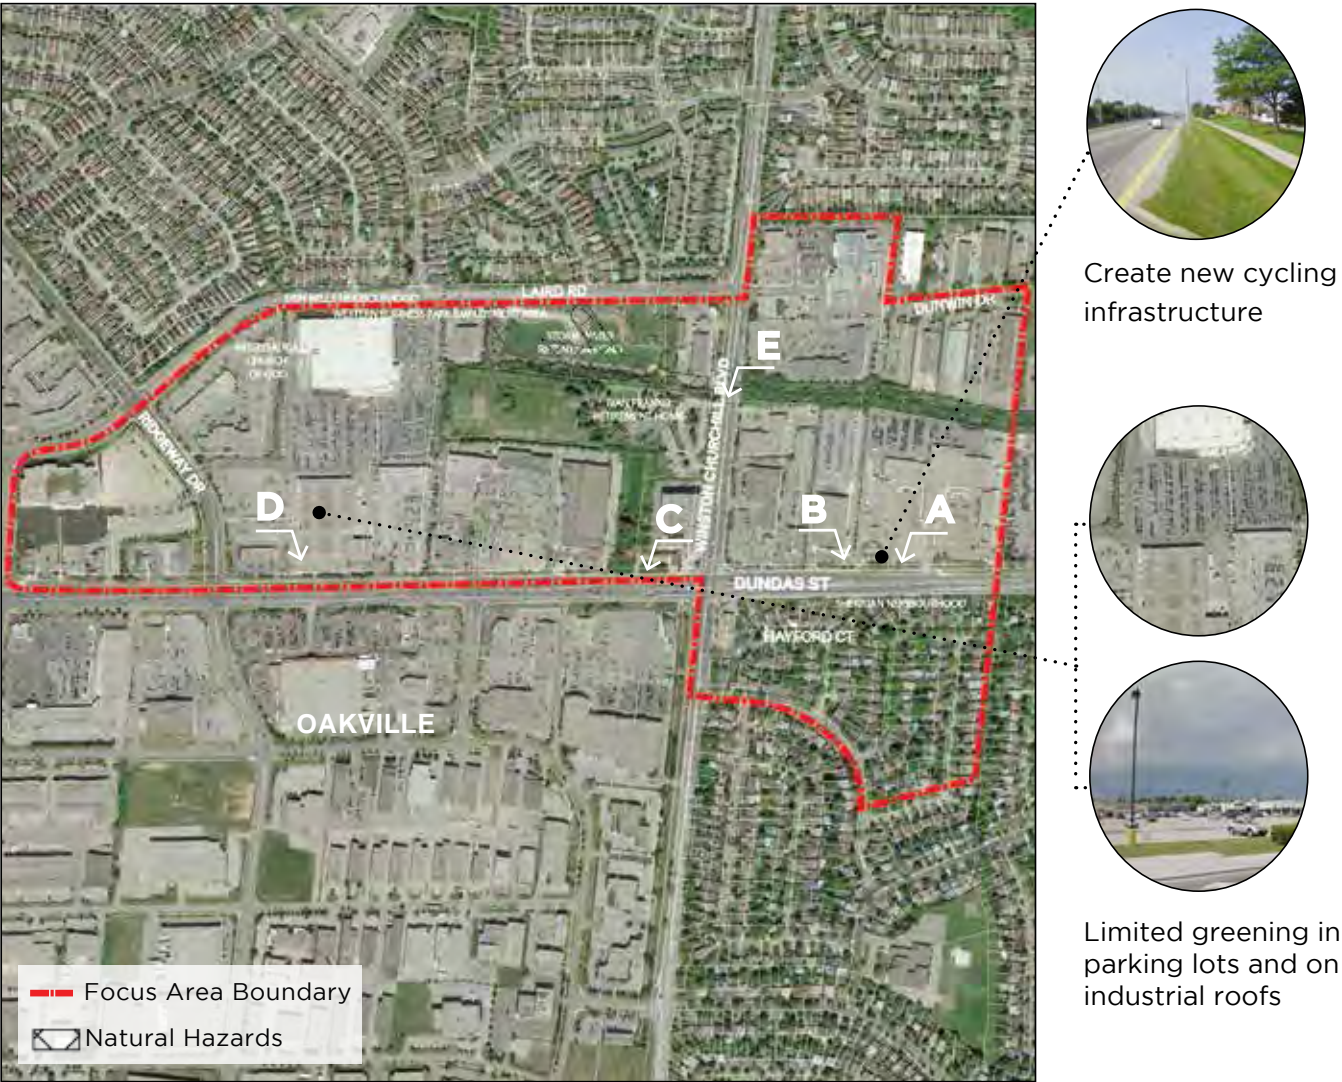 Create new cycling
infrastructure
LAIRD RD
DUNWIN DR
E
WINSTON CHURCHILL BLVD
RIDGEWAY DR
D
C
B
A
DUNDAS ST
HAYFORD CT
OAKVILLE
Limited greening in
parking lots and on
industrial roofs
Focus Area Boundary
Natural Hazards